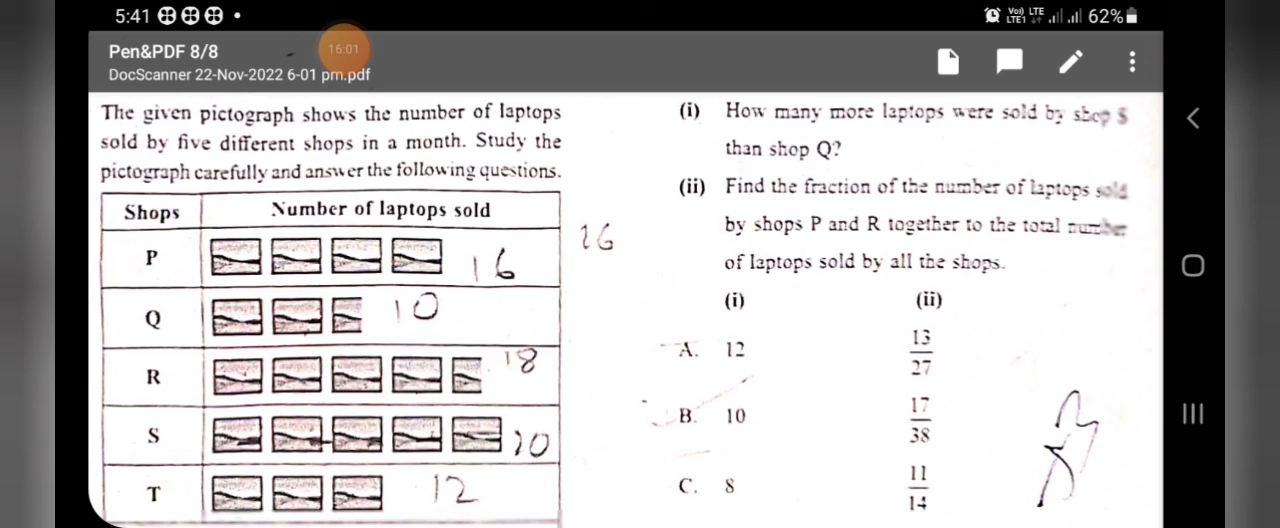 5:41
Voi) LTE
LTE1
62%
Pen&PDF 8/8
16:01
DocScanner 22-Nov-2022 6-01 pm.pdf
The given pictograph shows the number of laptops
sold by five different shops in a month. Study the
pictograph carefully and answer the following questions.
Shops Number of laptops sold
P 16
Q 10
R 18
S 20
T 12
16
(i) How many more laptops were sold by shop S
than shop Q?
(ii) Find the fraction of the number of laptops sold
by shops P and R together to the total number
of laptops sold by all the shops.
(i) (ii)
A. 12 13/27
B. 10 17/38
C. 8 11/14